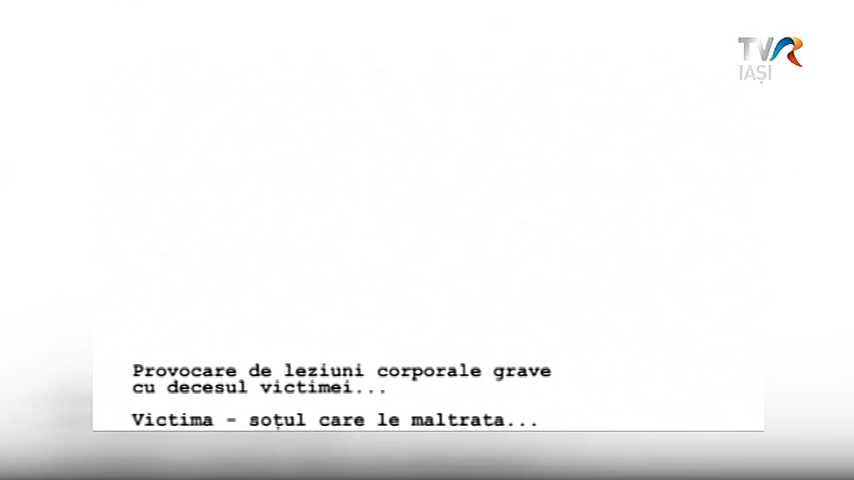 TVR
IAȘI
Provocare de leziuni corporale grave
cu decesul victimei...
Victima - soțul care le maltrata...